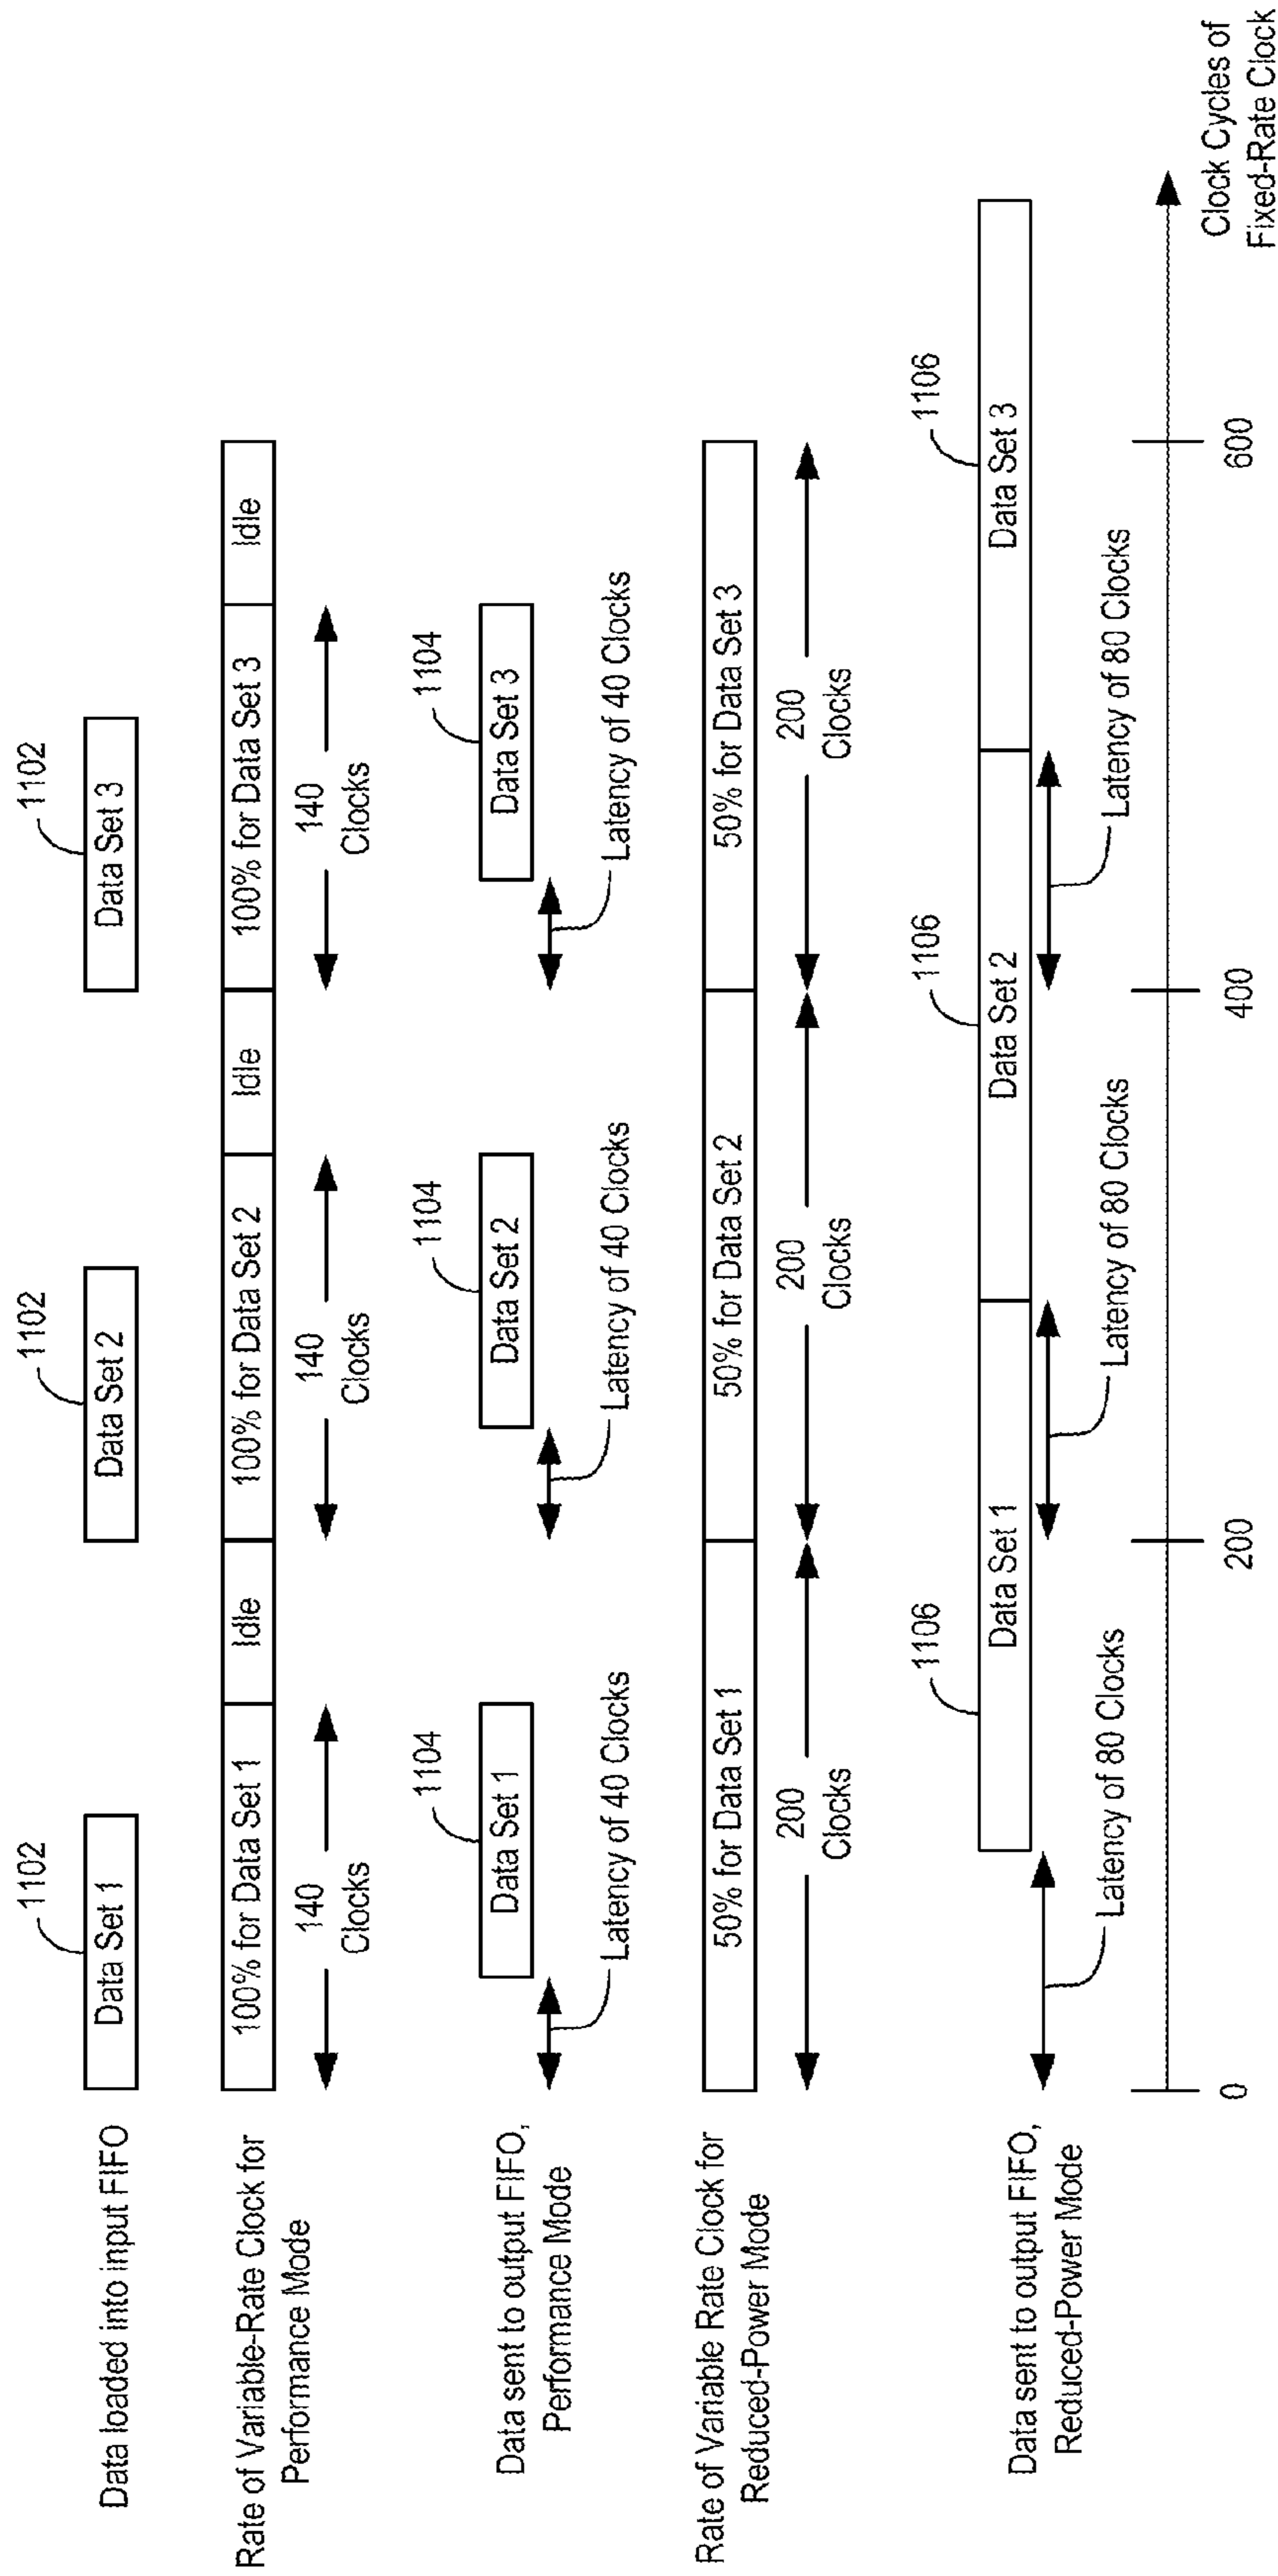 Data loaded into input FIFO
1102
1102
1102
Data Set 1
Data Set 2
Data Set 3
Rate of Variable-Rate Clock for
Performance Mode
100% for Data Set 1
Idle
100% for Data Set 2
Idle
100% for Data Set 3
Idle
140
Clocks
140
Clocks
140
Clocks
Data sent to output FIFO,
Performance Mode
1104
1104
1104
Data Set 1
Data Set 2
Data Set 3
Latency of 40 Clocks
Latency of 40 Clocks
Latency of 40 Clocks
Rate of Variable Rate Clock for
Reduced-Power Mode
50% for Data Set 1
50% for Data Set 2
50% for Data Set 3
200
Clocks
200
Clocks
200
Clocks
Data sent to output FIFO,
Reduced-Power Mode
1106
1106
1106
Data Set 1
Data Set 2
Data Set 3
Latency of 80 Clocks
Latency of 80 Clocks
Latency of 80 Clocks
0
200
400
600
Clock Cycles of
Fixed-Rate Clock